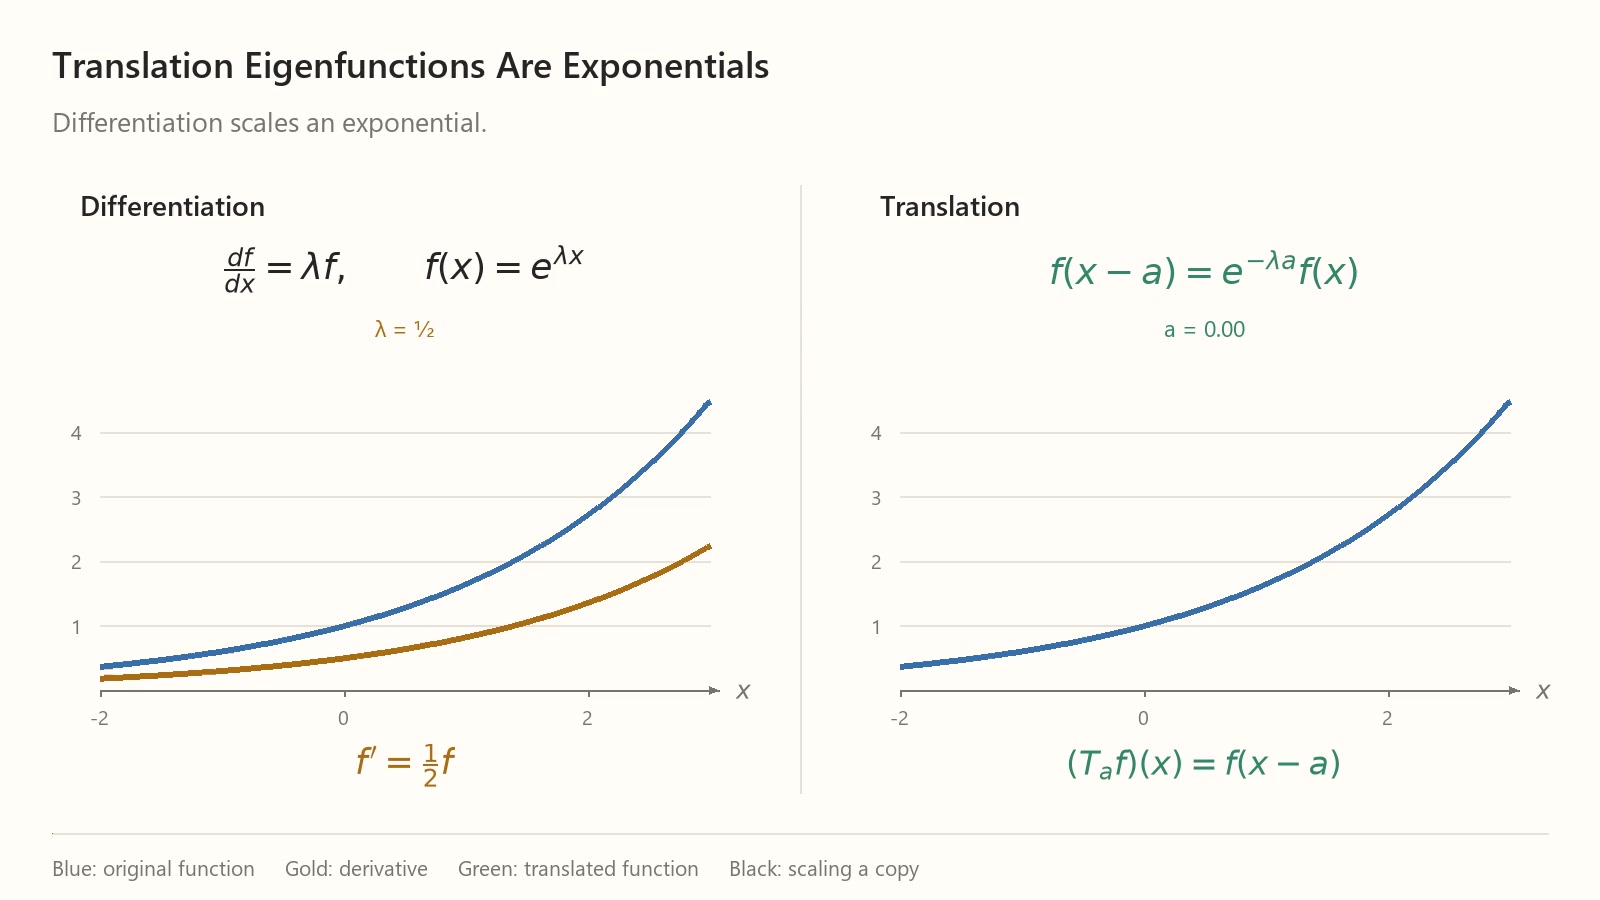 Translation Eigenfunctions Are Exponentials
Differentiation scales an exponential.
Differentiation
df/dx = λf,    f(x) = e^{λx}
λ = ½
4
3
2
1
-2 0 2 x
f′ = 1/2 f
Translation
f(x − a) = e^{−λa}f(x)
a = 0.00
4
3
2
1
-2 0 2 x
(T_a f)(x) = f(x − a)
Blue: original function Gold: derivative Green: translated function Black: scaling a copy